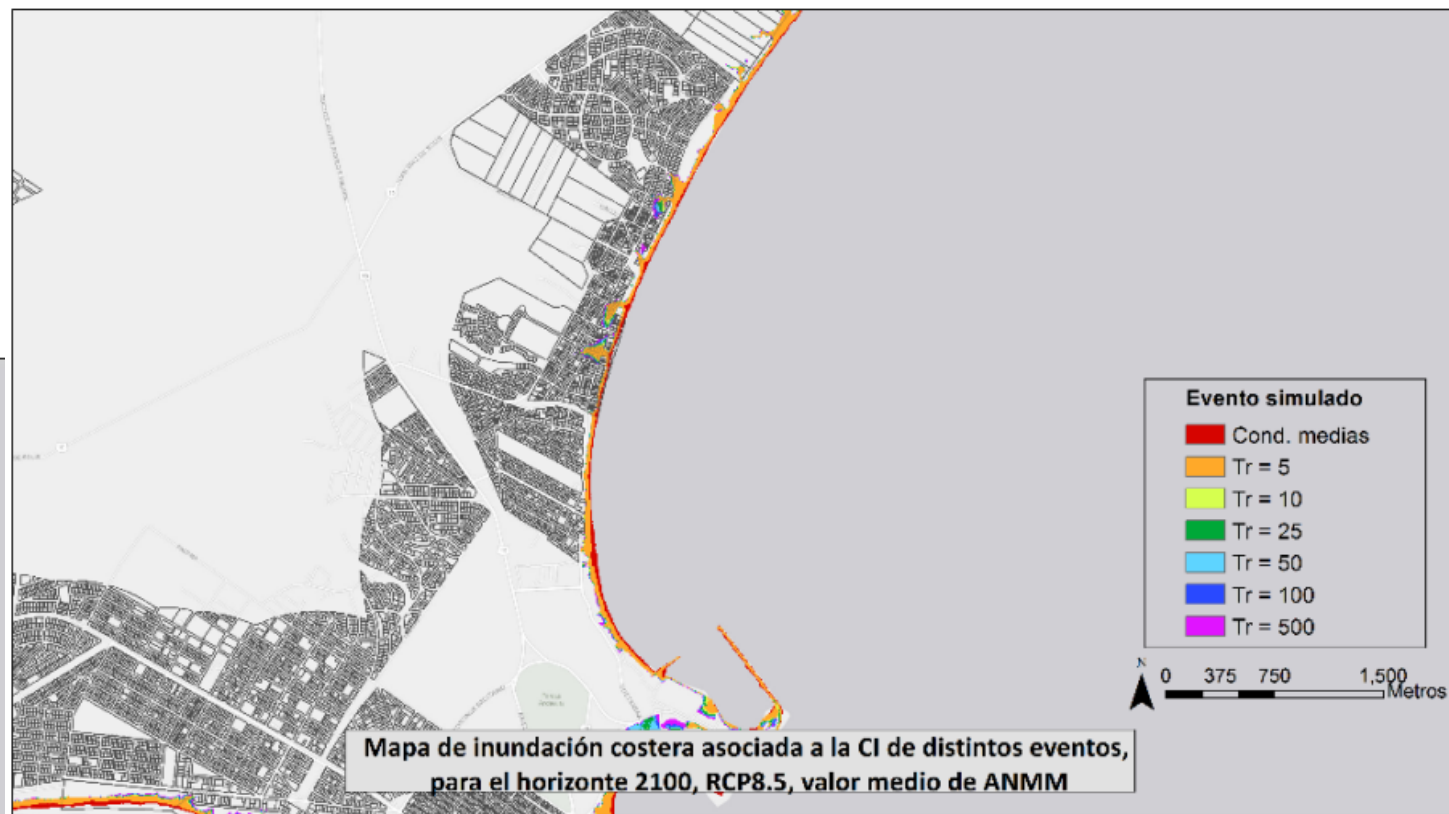 Evento simulado
Cond. medias
Tr = 5
Tr = 10
Tr = 25
Tr = 50
Tr = 100
Tr = 500
N
0 375 750 1,500
Metros
Mapa de inundación costera asociada a la CI de distintos eventos,
para el horizonte 2100, RCP8.5, valor medio de ANMM